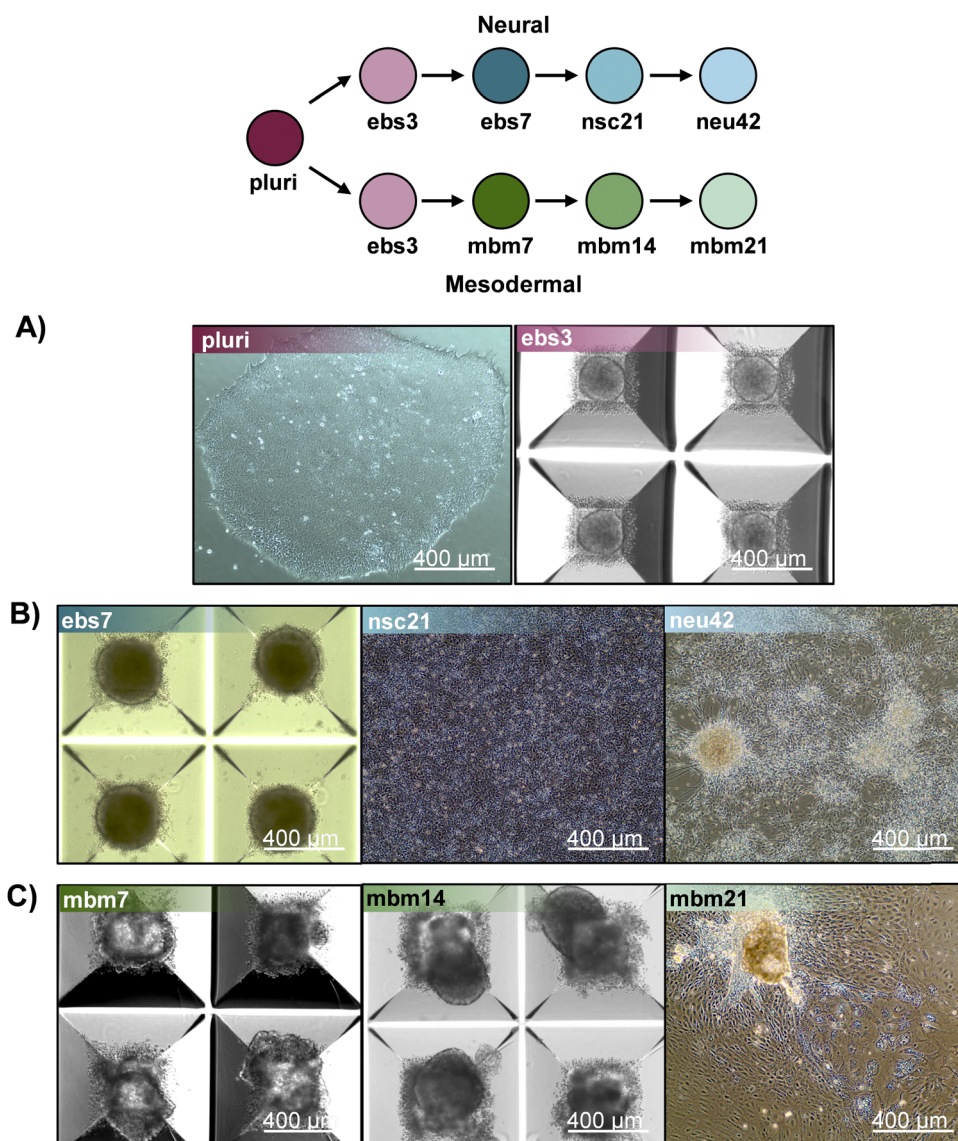 Neural
ebs3 ebs7 nsc21 neu42
pluri
ebs3 mbm7 mbm14 mbm21
Mesodermal
A)
pluri ebs3
400 µm 400 µm
B)
ebs7 nsc21 neu42
400 µm 400 µm 400 µm
C)
mbm7 mbm14 mbm21
400 µm 400 µm 400 µm